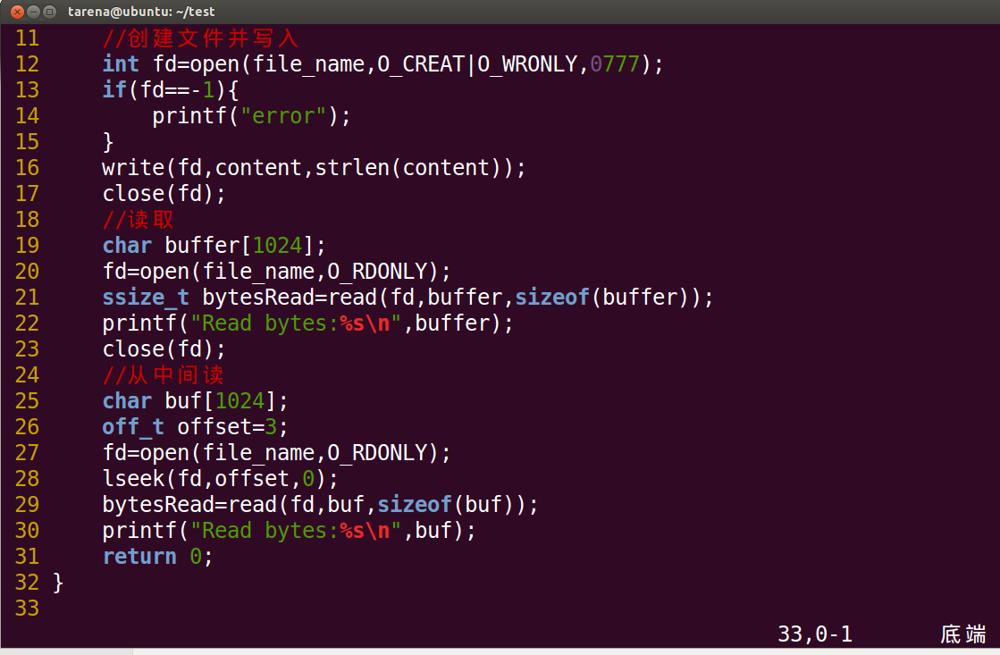 tarena@ubuntu: ~/test
11     //创建文件并写入
12     int fd=open(file_name,O_CREAT|O_WRONLY,0777);
13     if(fd==-1){
14         printf("error");
15     }
16     write(fd,content,strlen(content));
17     close(fd);
18     //读取
19     char buffer[1024];
20     fd=open(file_name,O_RDONLY);
21     ssize_t bytesRead=read(fd,buffer,sizeof(buffer));
22     printf("Read bytes:%s\n",buffer);
23     close(fd);
24     //从中间读
25     char buf[1024];
26     off_t offset=3;
27     fd=open(file_name,O_RDONLY);
28     lseek(fd,offset,0);
29     bytesRead=read(fd,buf,sizeof(buf));
30     printf("Read bytes:%s\n",buf);
31     return 0;
32 }
33
33,0-1 底端